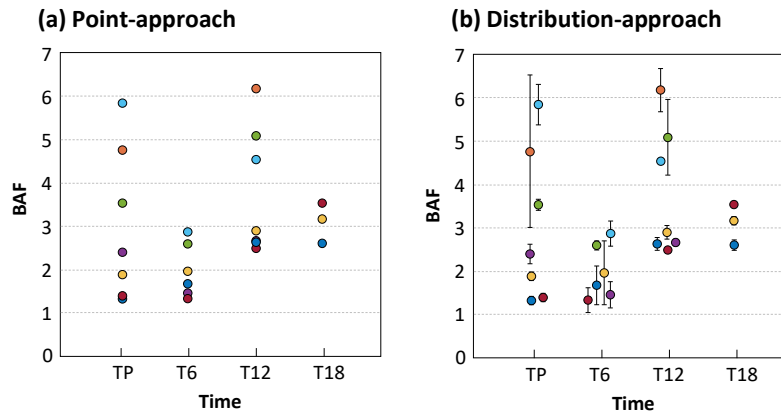 (a) Point-approach
7
6
5
4
3
2
1
0
BAF
TP T6 T12 T18
Time
(b) Distribution-approach
7
6
5
4
3
2
1
0
BAF
TP T6 T12 T18
Time